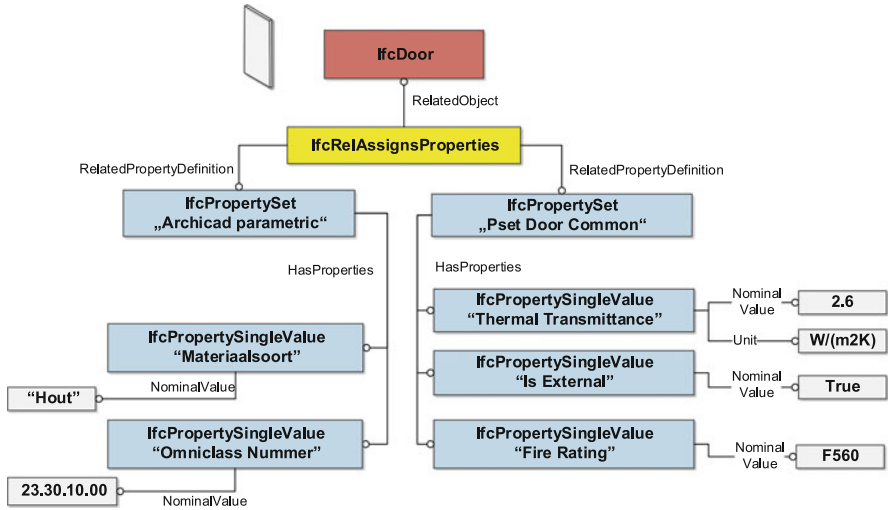 IfcDoor
RelatedObject
IfcRelAssignsProperties
RelatedPropertyDefinition
RelatedPropertyDefinition
IfcPropertySet
„Archicad parametric“
IfcPropertySet
„Pset Door Common“
HasProperties
HasProperties
IfcPropertySingleValue
“Thermal Transmittance”
Nominal
Value
2.6
Unit
W/(m2K)
IfcPropertySingleValue
“Materiaalsoort”
NominalValue
“Hout”
IfcPropertySingleValue
“Is External”
Nominal
Value
True
IfcPropertySingleValue
“Omniclass Nummer”
NominalValue
23.30.10.00
IfcPropertySingleValue
“Fire Rating”
Nominal
Value
F560